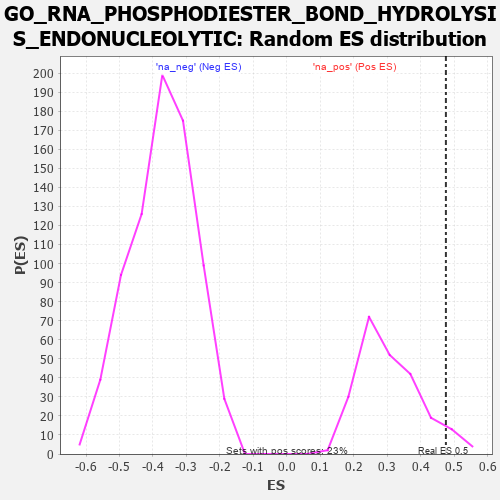 GO_RNA_PHOSPHODIESTER_BOND_HYDROLYSI
S_ENDONUCLEOLYTIC: Random ES distribution
'na_neg' (Neg ES)
'na_pos' (Pos ES)
P(ES)
200
190
180
170
160
150
140
130
120
110
100
90
80
70
60
50
40
30
20
10
0
Sets with pos scores: 23%
Real ES 0.5
-0.6 -0.5 -0.4 -0.3 -0.2 -0.1 0.0 0.1 0.2 0.3 0.4 0.5 0.6
ES